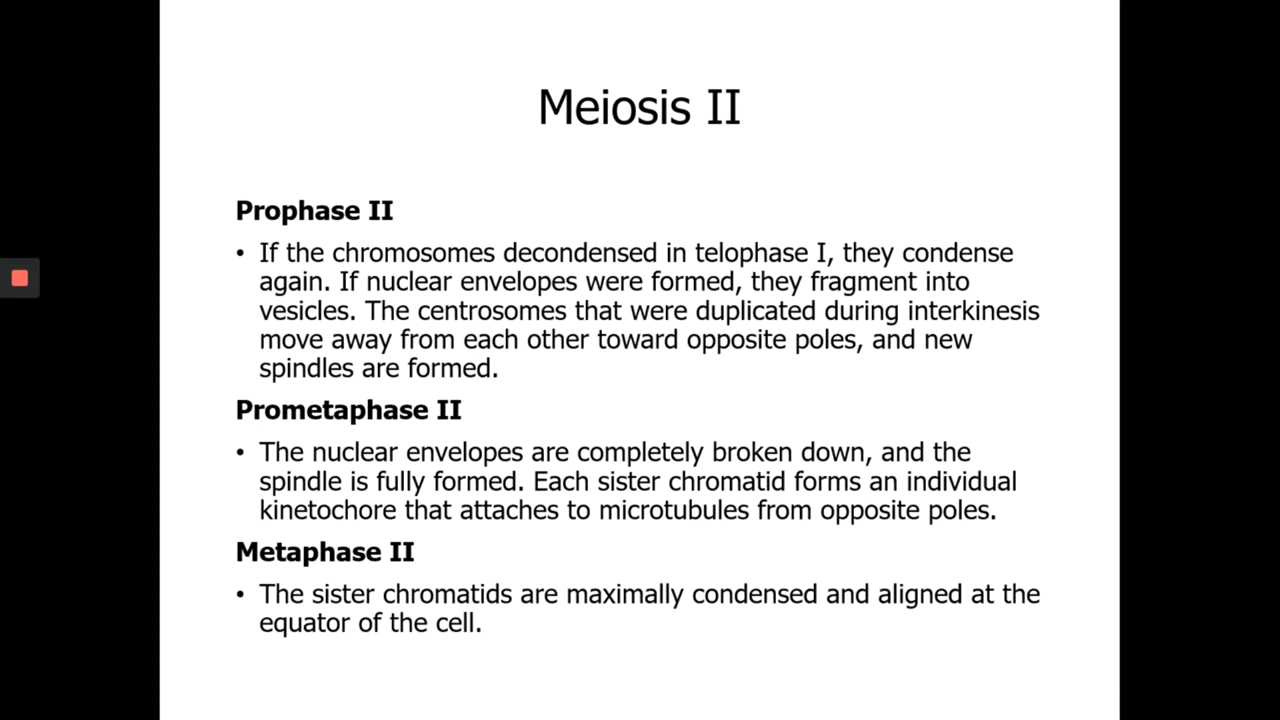 Meiosis II
Prophase II
• If the chromosomes decondensed in telophase I, they condense
again. If nuclear envelopes were formed, they fragment into
vesicles. The centrosomes that were duplicated during interkinesis
move away from each other toward opposite poles, and new
spindles are formed.
Prometaphase II
• The nuclear envelopes are completely broken down, and the
spindle is fully formed. Each sister chromatid forms an individual
kinetochore that attaches to microtubules from opposite poles.
Metaphase II
• The sister chromatids are maximally condensed and aligned at the
equator of the cell.